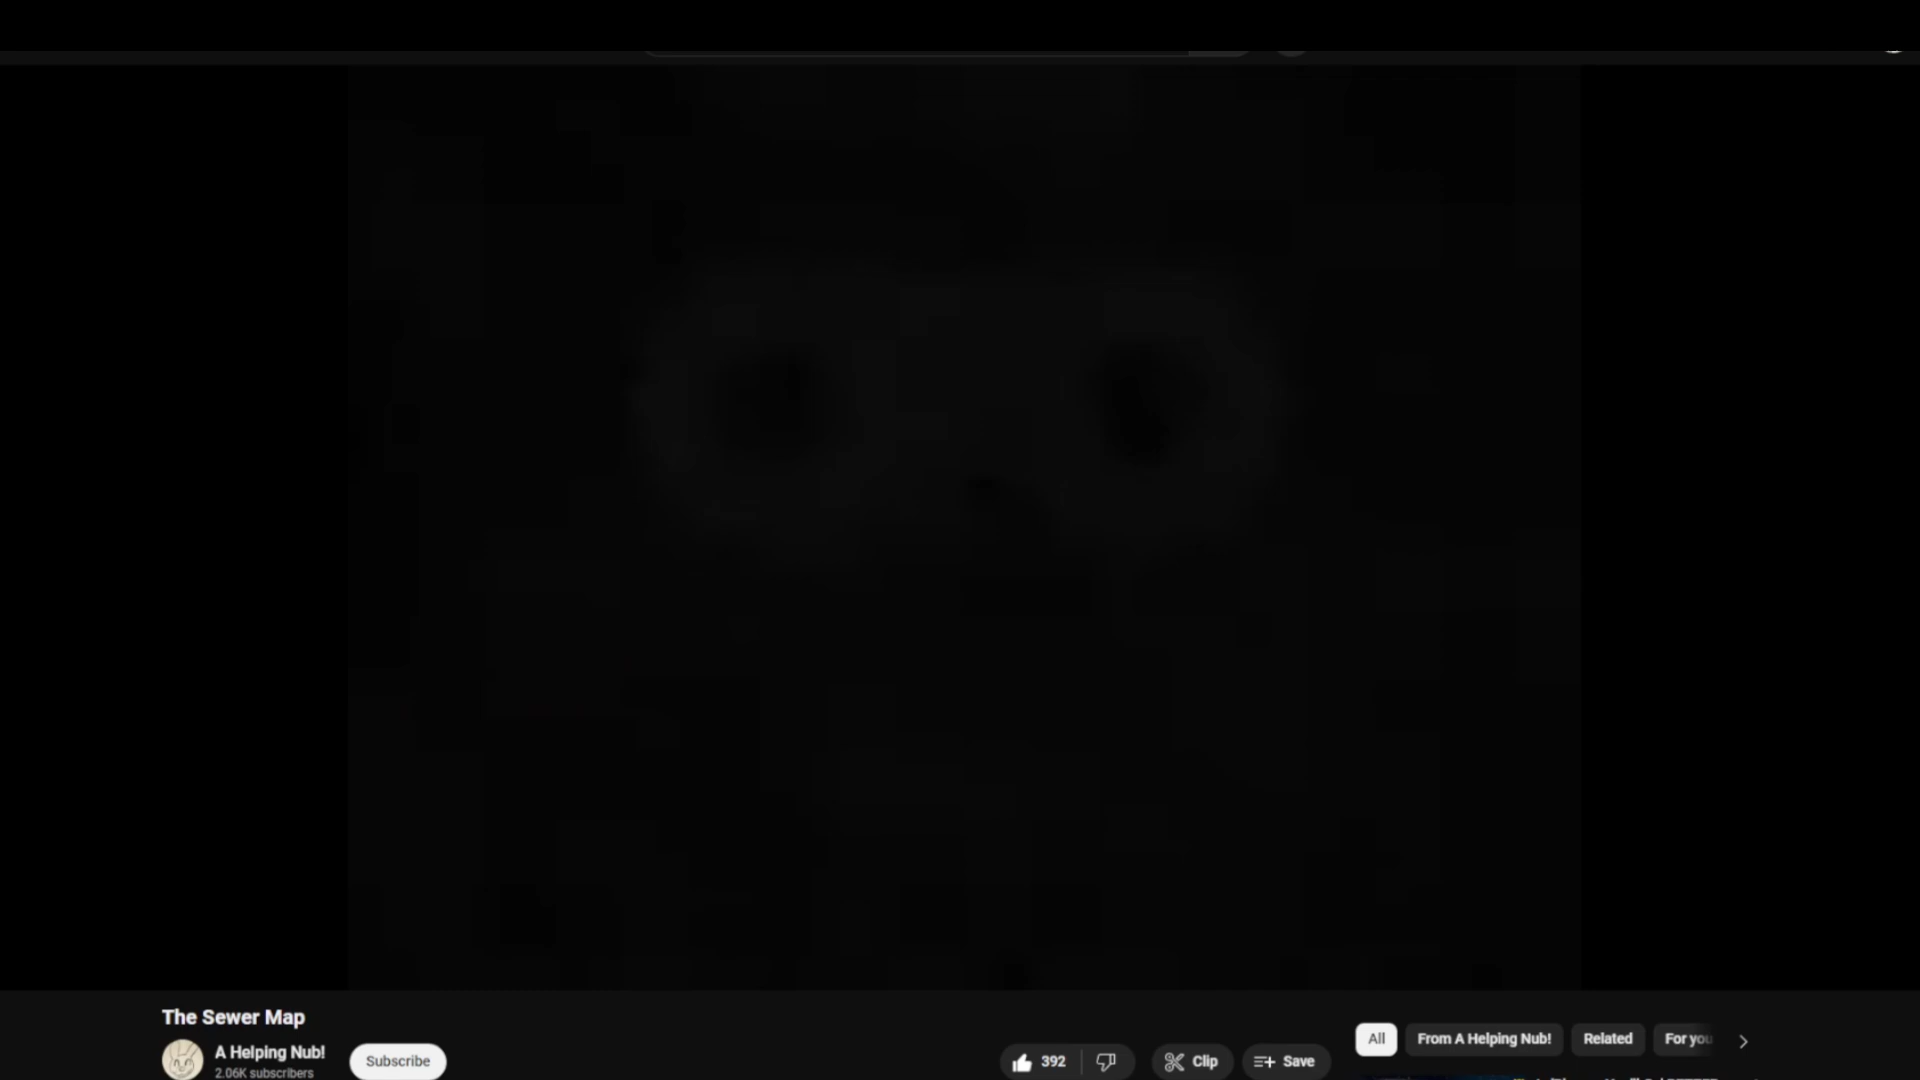 The Sewer Map
A Helping Nub!
2.06K subscribers
Subscribe
392
Clip
Save
All
From A Helping Nub!
Related
For you